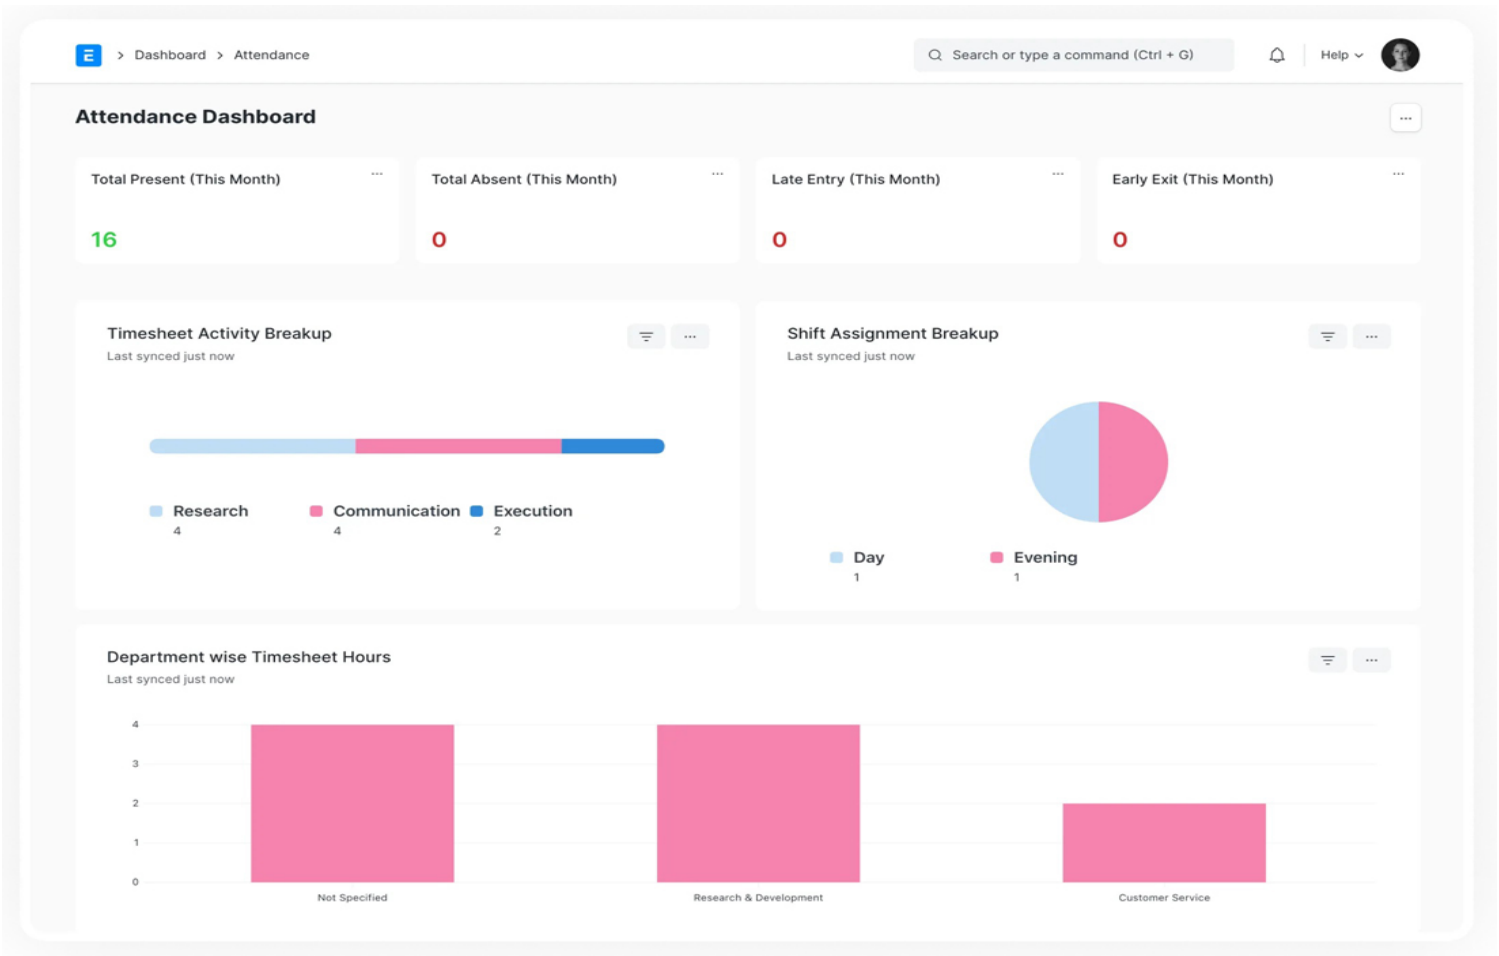 E > Dashboard > Attendance
Search or type a command (Ctrl + G)
Help
Attendance Dashboard
...
Total Present (This Month) ...
16
Total Absent (This Month) ...
0
Late Entry (This Month) ...
0
Early Exit (This Month) ...
0
Timesheet Activity Breakup
Last synced just now
...
Research
4
Communication
4
Execution
2
Shift Assignment Breakup
Last synced just now
...
Day
1
Evening
1
Department wise Timesheet Hours
Last synced just now
...
4
3
2
1
0
Not Specified
Research & Development
Customer Service